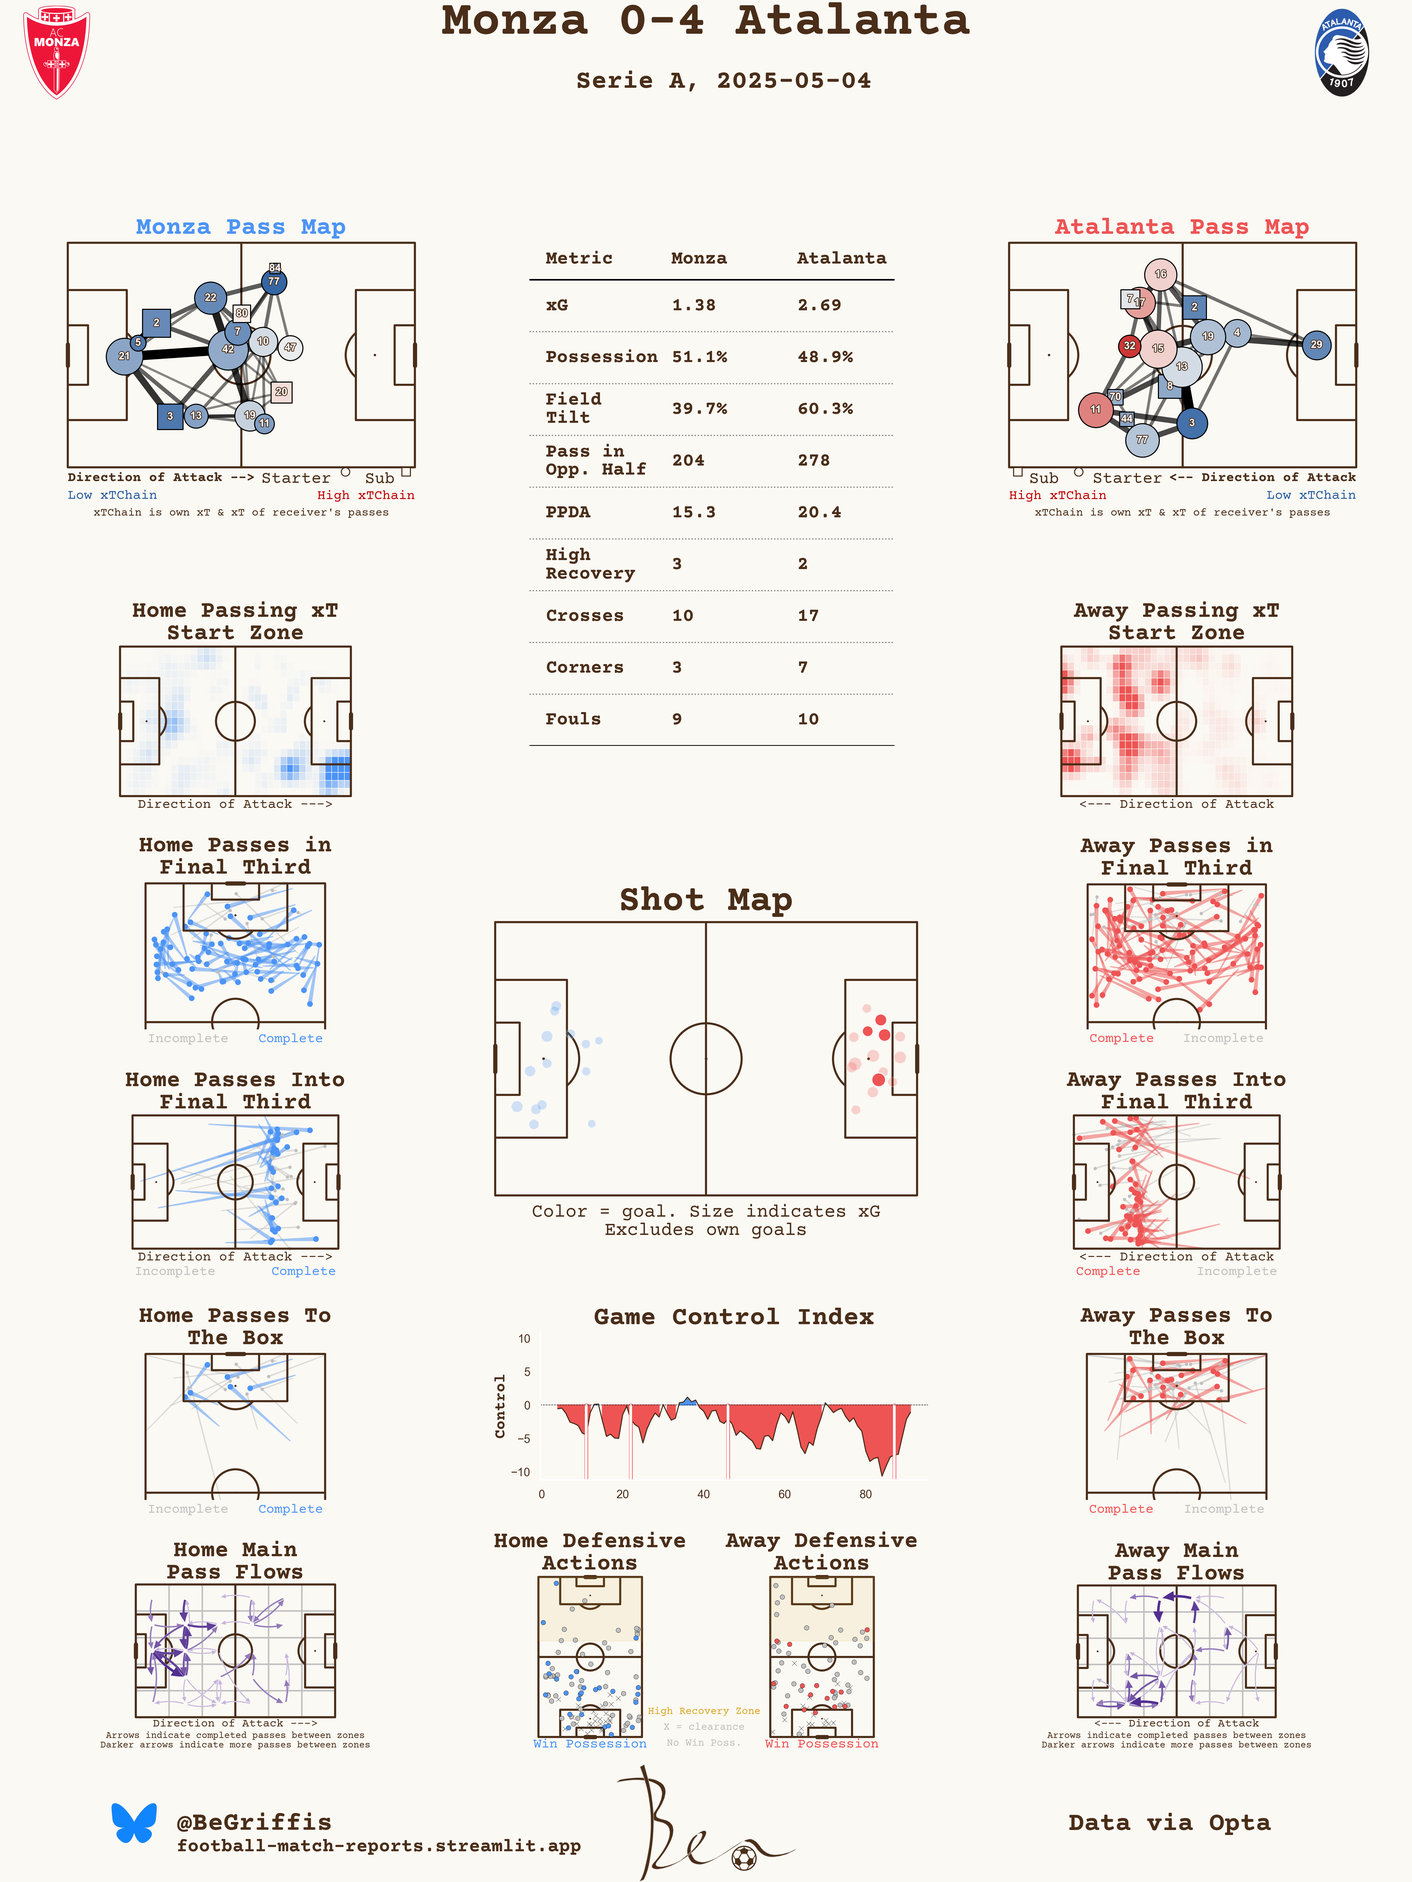 Monza 0-4 Atalanta
Serie A, 2025-05-04
AC
MONZA
ATALANTA
1907
Monza Pass Map
84
77
22
80
2
7
5
10
21
42
47
20
3
13
19
11
Direction of Attack --> Starter Sub
Low xTChain High xTChain
xTChain is own xT & xT of receiver's passes
Metric Monza Atalanta
xG 1.38 2.69
Possession 51.1% 48.9%
Field
Tilt 39.7% 60.3%
Pass in
Opp. Half 204 278
PPDA 15.3 20.4
High
Recovery 3 2
Crosses 10 17
Corners 3 7
Fouls 9 10
Atalanta Pass Map
16
7
17
2
19
4
32
15
29
13
8
70
11
44
3
77
Sub Starter <-- Direction of Attack
High xTChain Low xTChain
xTChain is own xT & xT of receiver's passes
Home Passing xT
Start Zone
Direction of Attack --->
Away Passing xT
Start Zone
<--- Direction of Attack
Home Passes in
Final Third
Incomplete Complete
Away Passes in
Final Third
Complete Incomplete
Shot Map
Color = goal. Size indicates xG
Excludes own goals
Home Passes Into
Final Third
Direction of Attack --->
Incomplete Complete
Away Passes Into
Final Third
<--- Direction of Attack
Complete Incomplete
Home Passes To
The Box
Incomplete Complete
Game Control Index
Control
10
5
0
−5
−10
0 20 40 60 80
Away Passes To
The Box
Complete Incomplete
Home Main
Pass Flows
Direction of Attack --->
Arrows indicate completed passes between zones
Darker arrows indicate more passes between zones
Home Defensive
Actions
Win Possession
Away Defensive
Actions
Win Possession
High Recovery Zone
X = clearance
No Win Poss.
Away Main
Pass Flows
<--- Direction of Attack
Arrows indicate completed passes between zones
Darker arrows indicate more passes between zones
@BeGriffis
football-match-reports.streamlit.app
Ben
Data via Opta